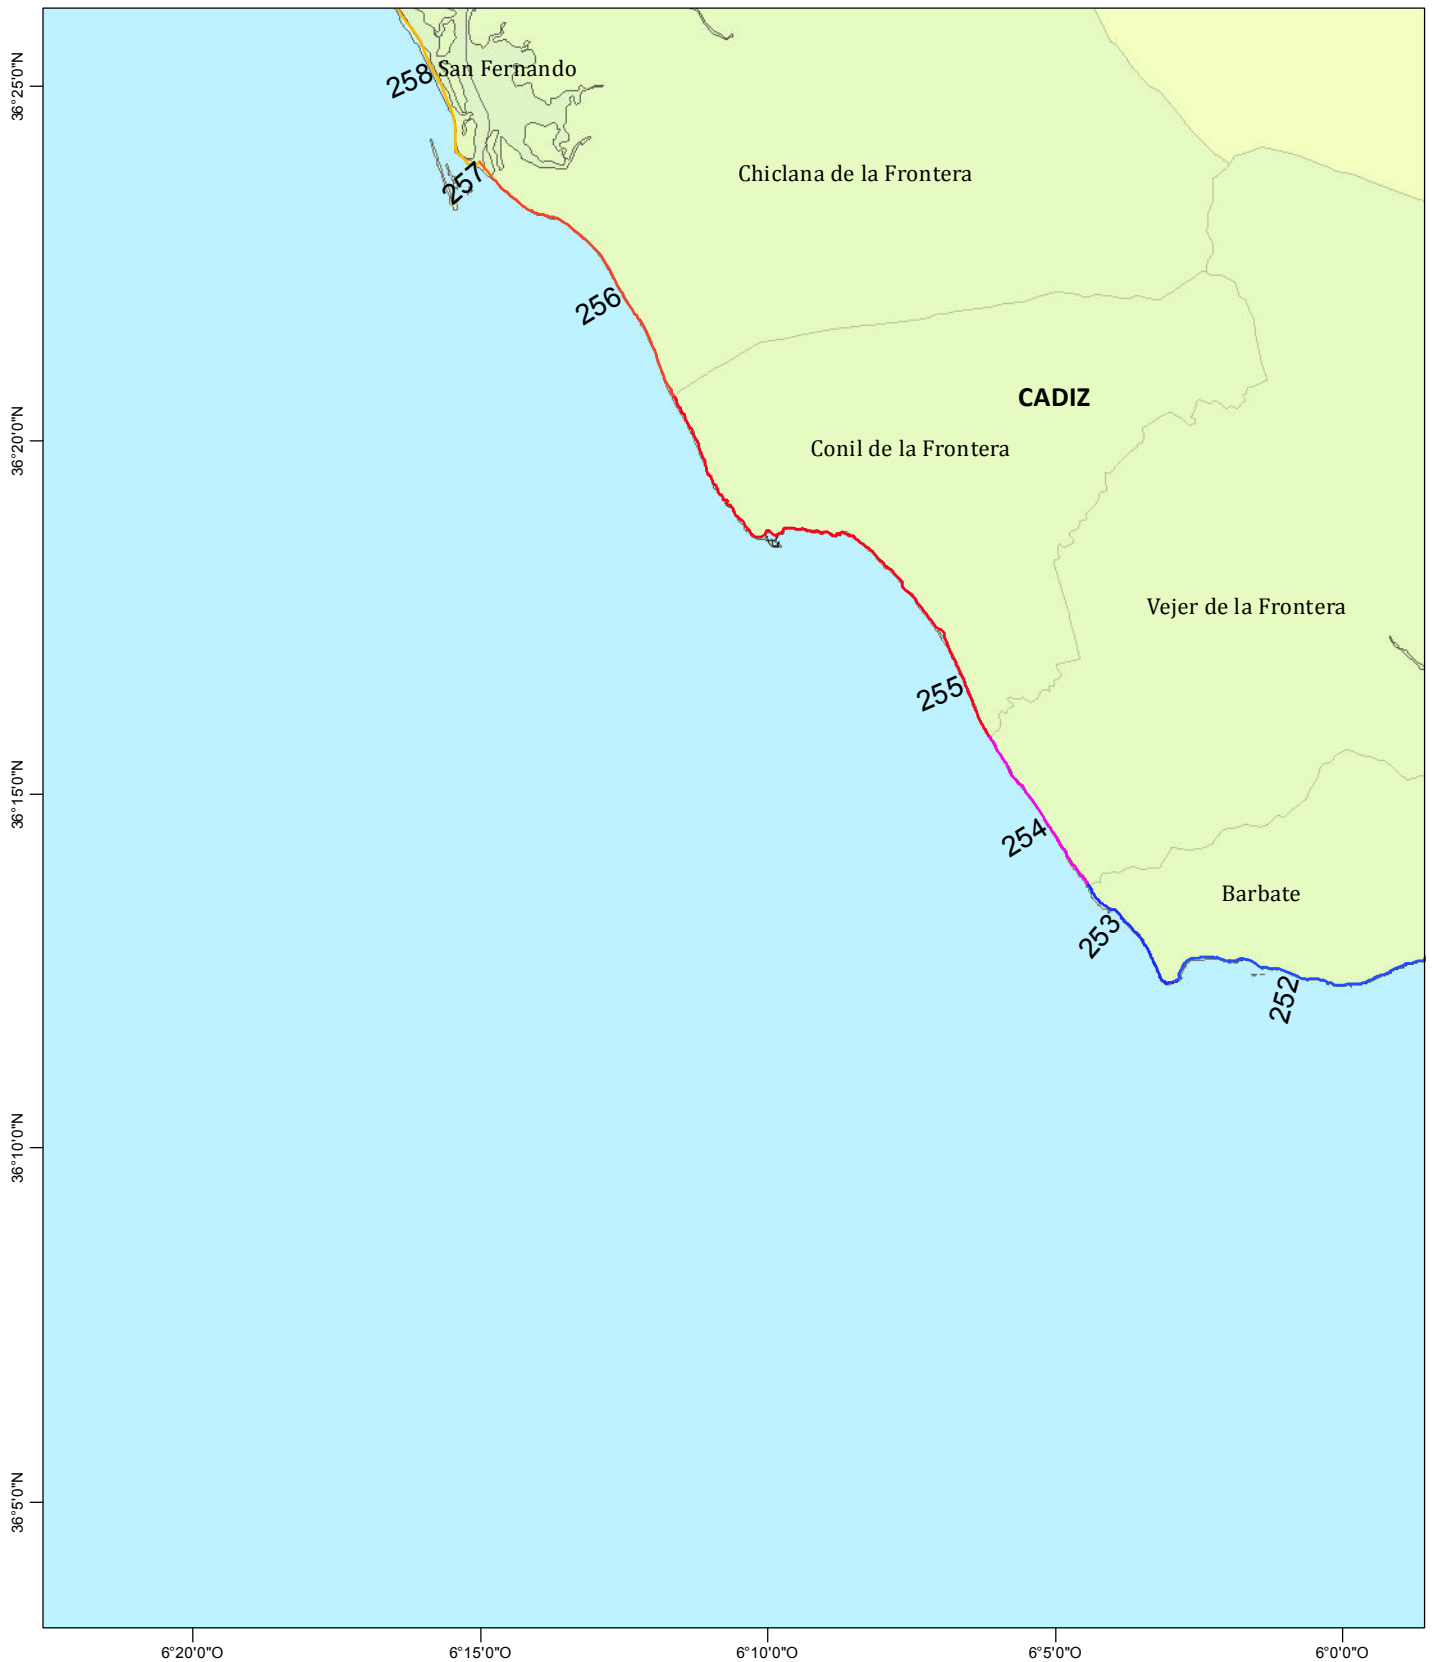 258
San Fernando
257
Chiclana de la Frontera
256
CADIZ
Conil de la Frontera
Vejer de la Frontera
255
254
Barbate
253
252
36°25'0"N
36°20'0"N
36°15'0"N
36°10'0"N
36°5'0"N
6°20'0"O
6°15'0"O
6°10'0"O
6°5'0"O
6°0'0"O